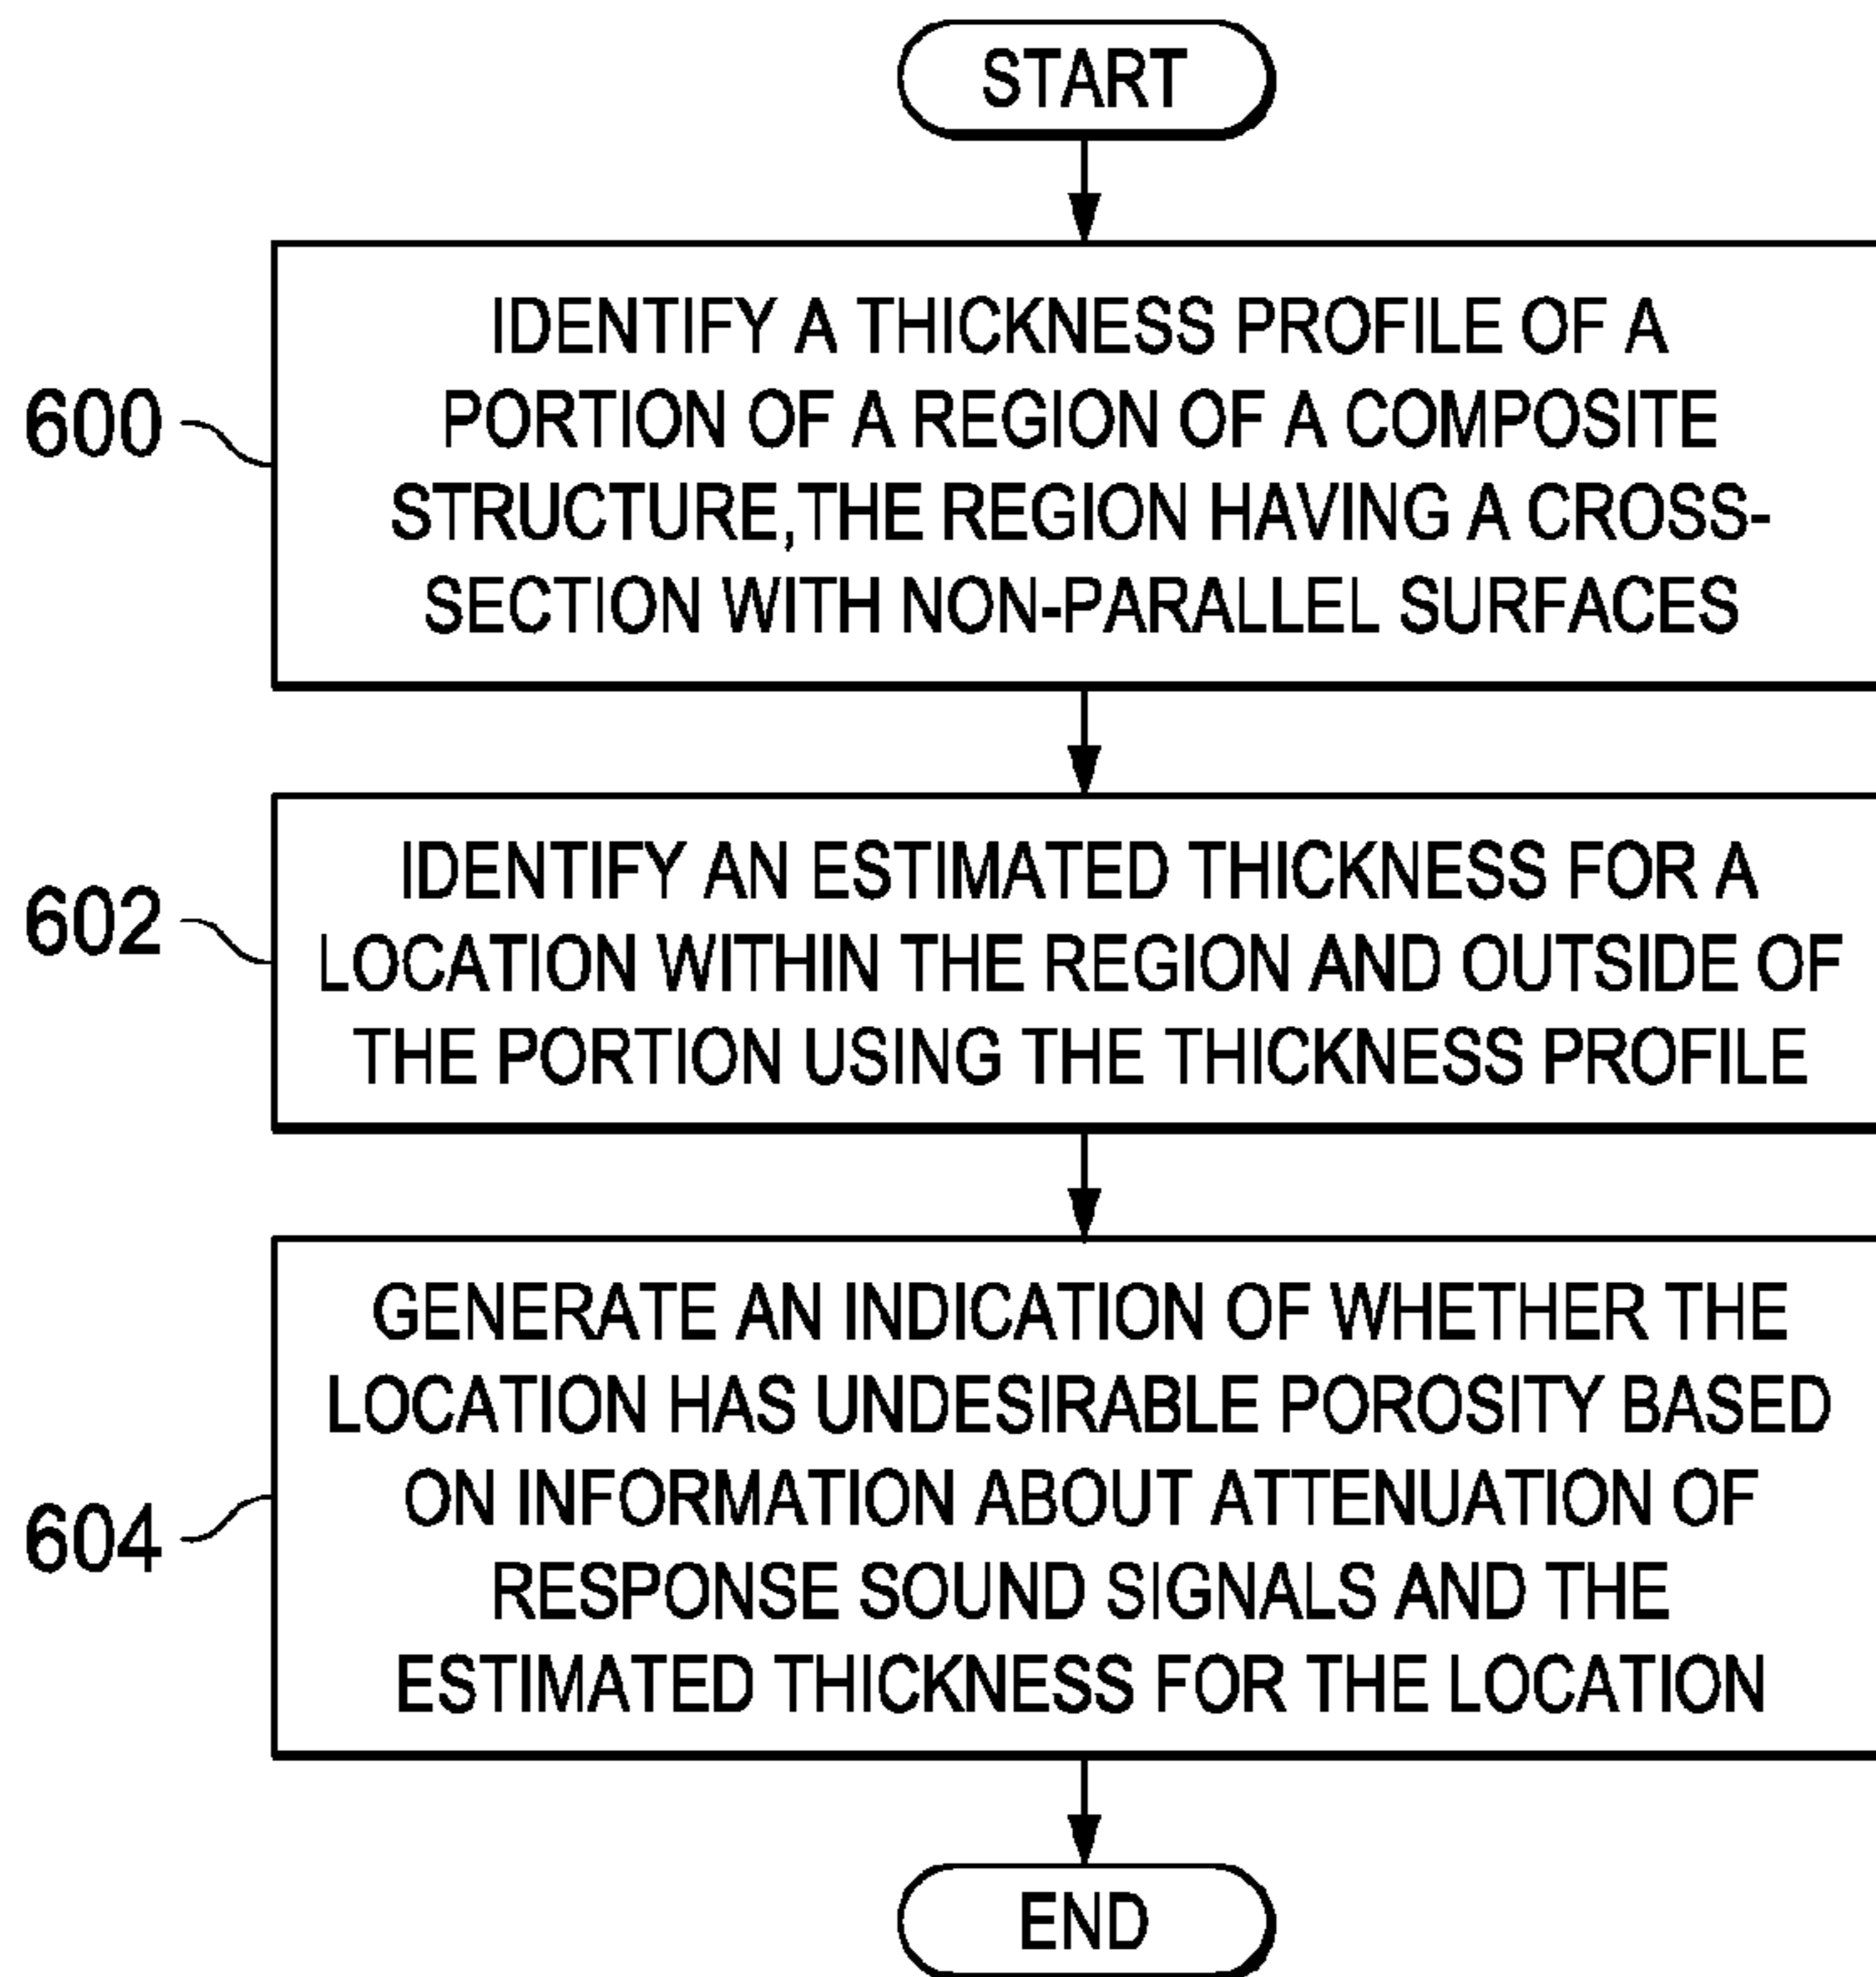 START
600
IDENTIFY A THICKNESS PROFILE OF A
PORTION OF A REGION OF A COMPOSITE
STRUCTURE, THE REGION HAVING A CROSS-
SECTION WITH NON-PARALLEL SURFACES
602
IDENTIFY AN ESTIMATED THICKNESS FOR A
LOCATION WITHIN THE REGION AND OUTSIDE OF
THE PORTION USING THE THICKNESS PROFILE
604
GENERATE AN INDICATION OF WHETHER THE
LOCATION HAS UNDESIRABLE POROSITY BASED
ON INFORMATION ABOUT ATTENUATION OF
RESPONSE SOUND SIGNALS AND THE
ESTIMATED THICKNESS FOR THE LOCATION
END